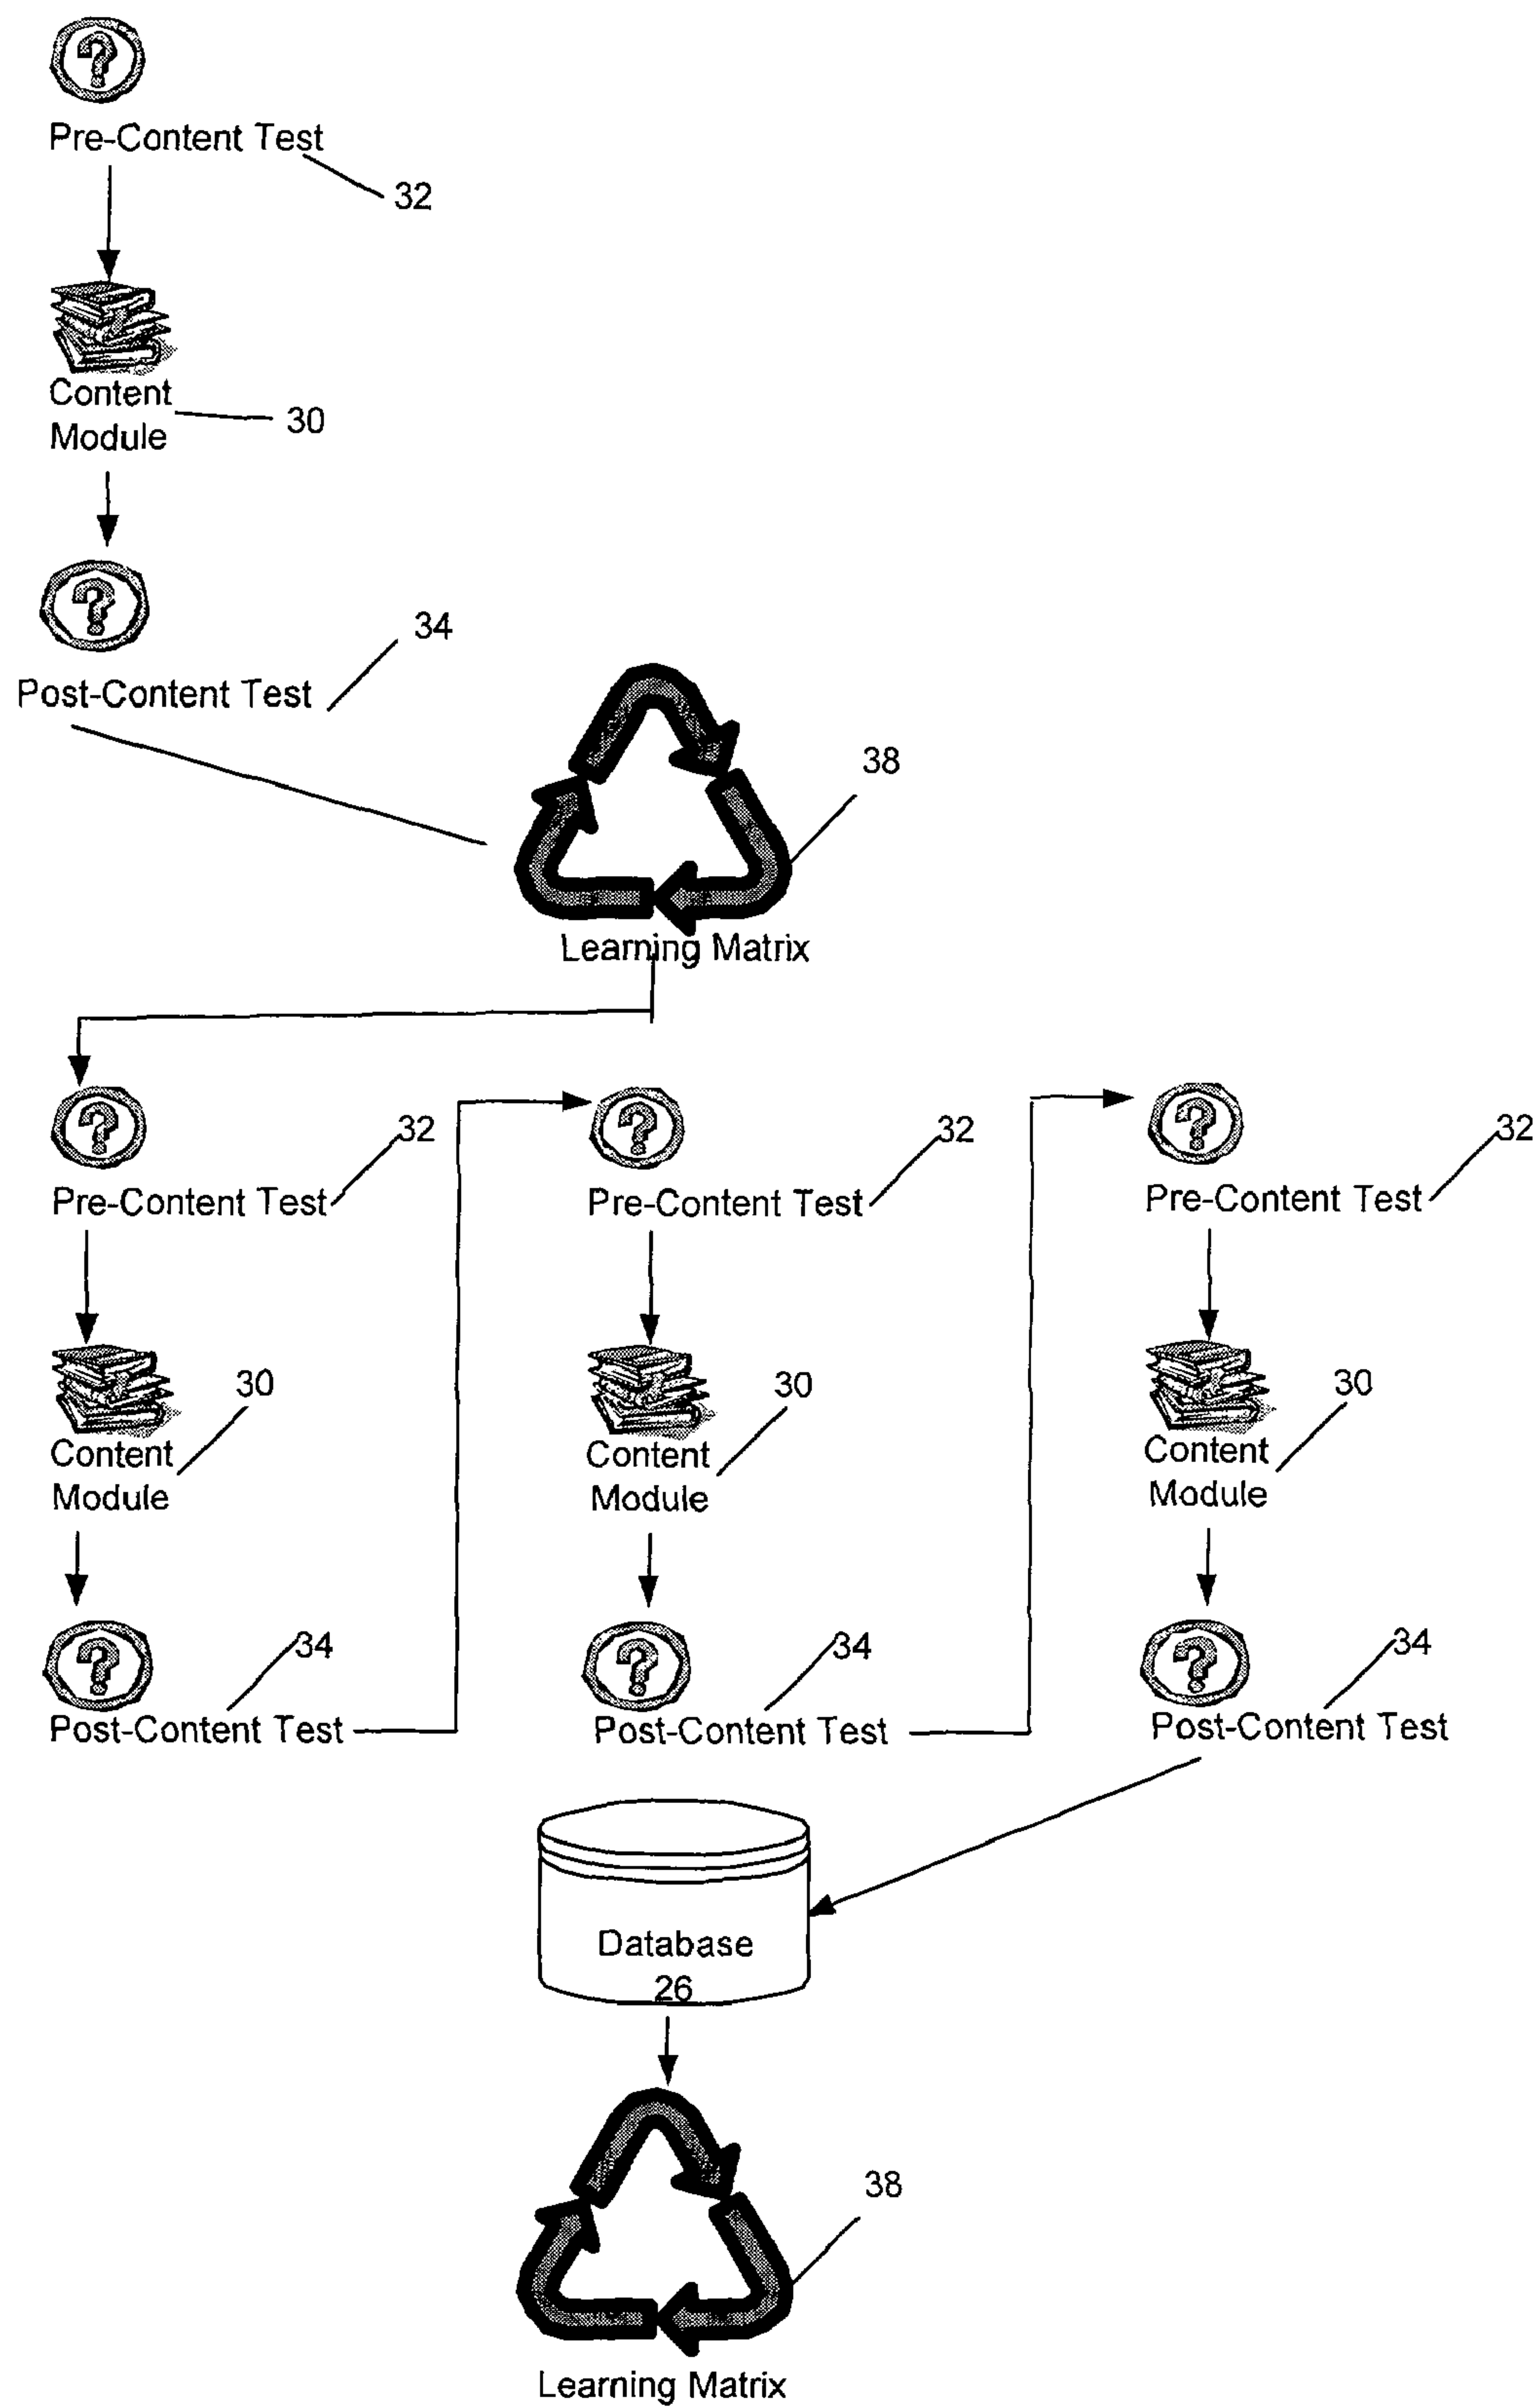 Pre-Content Test
32
Content
Module
30
34
Post-Content Test
38
Learning Matrix
32
32
32
Pre-Content Test
Pre-Content Test
Pre-Content Test
30
30
30
Content
Module
Content
Module
Content
Module
34
34
34
Post-Content Test
Post-Content Test
Post-Content Test
Database
26
38
Learning Matrix